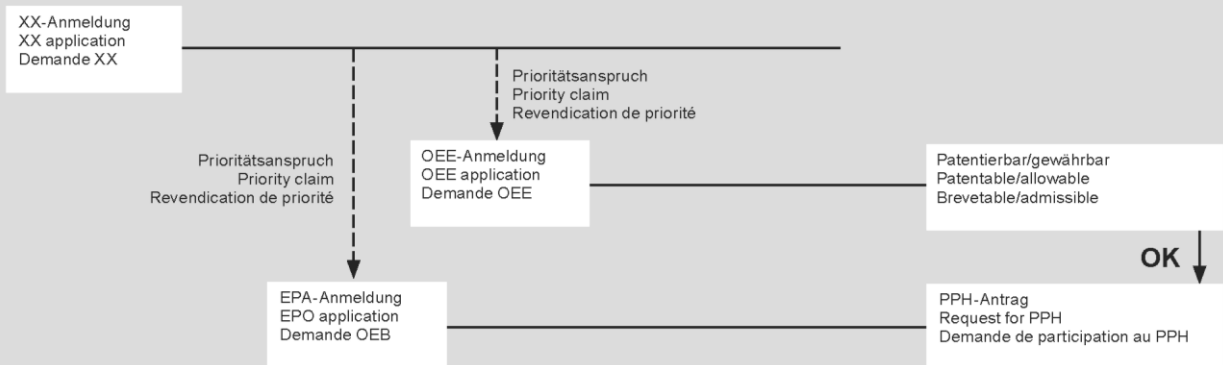 XX-Anmeldung
XX application
Demande XX
Prioritätsanspruch
Priority claim
Revendication de priorité
Prioritätsanspruch
Priority claim
Revendication de priorité
OEE-Anmeldung
OEE application
Demande OEE
Patentierbar/gewährbar
Patentable/allowable
Brevetable/admissible
OK
EPA-Anmeldung
EPO application
Demande OEB
PPH-Antrag
Request for PPH
Demande de participation au PPH